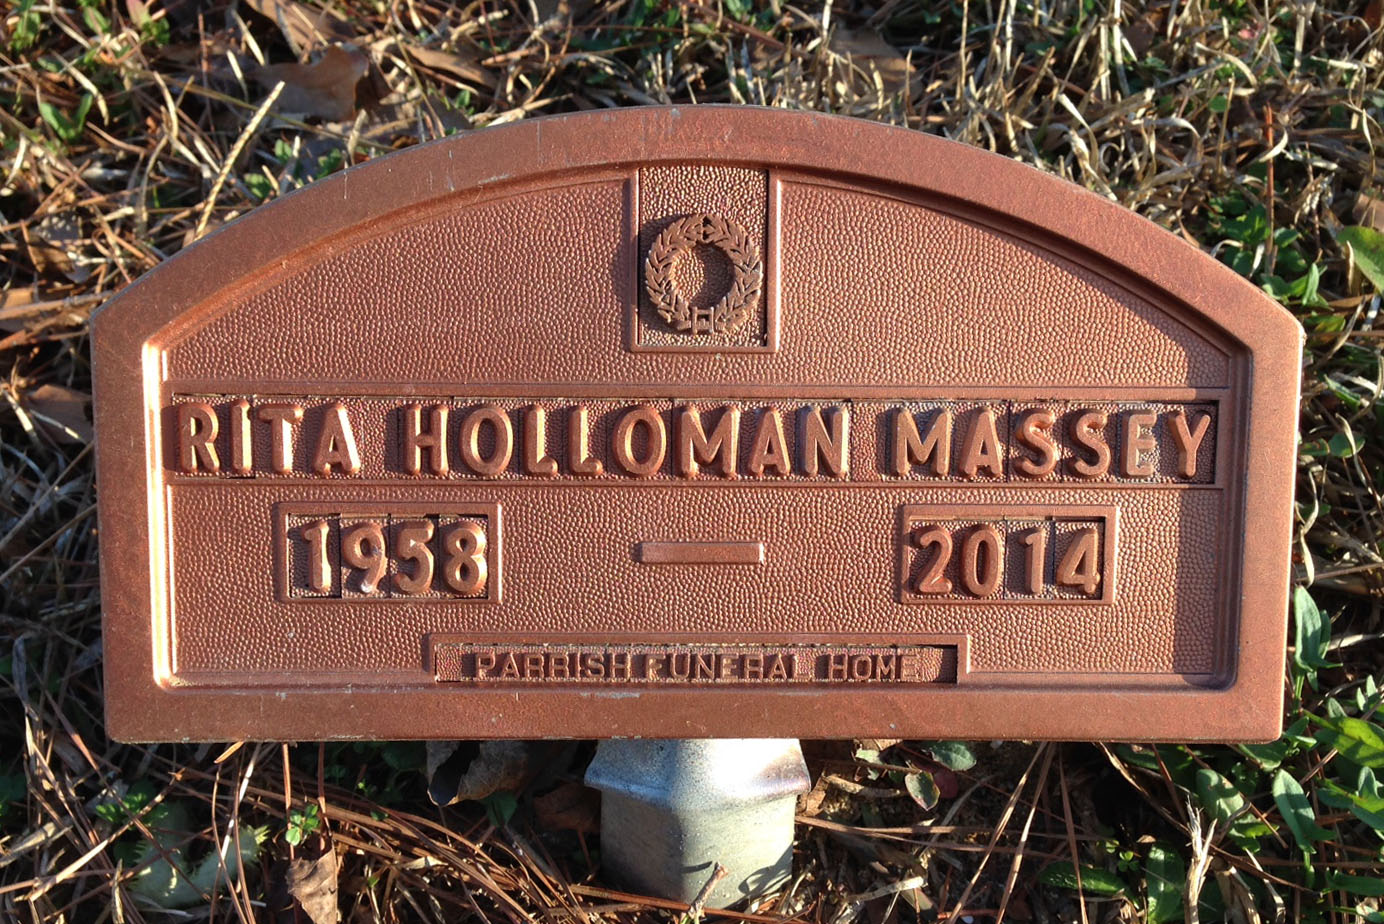 RITA HOLLOMAN MASSEY
1958 — 2014
PARRISH FUNERAL HOME